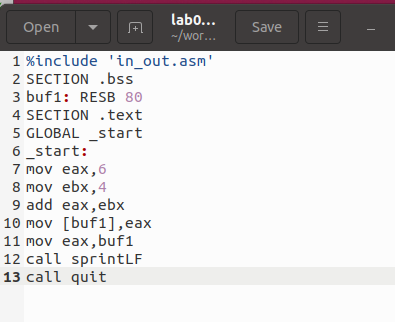 Open
lab0...
~/wor...
Save
1 %include 'in_out.asm'
2 SECTION .bss
3 buf1: RESB 80
4 SECTION .text
5 GLOBAL _start
6 _start:
7 mov eax,6
8 mov ebx,4
9 add eax,ebx
10 mov [buf1],eax
11 mov eax,buf1
12 call sprintLF
13 call quit